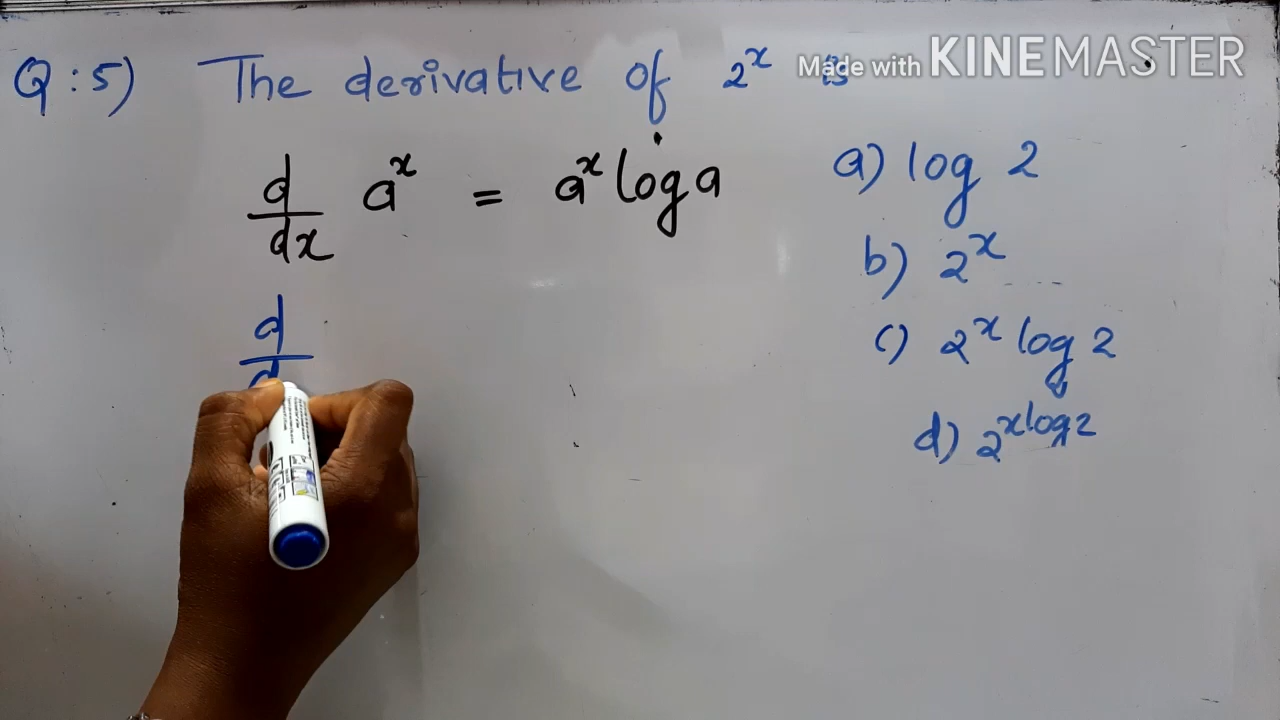 Q : 5) The derivative of 2^x is
Made with KINEMASTER
d/dx a^x = a^x log a
a) log 2
b) 2^x
c) 2^x log 2
d) 2^{x log 2}
d/d